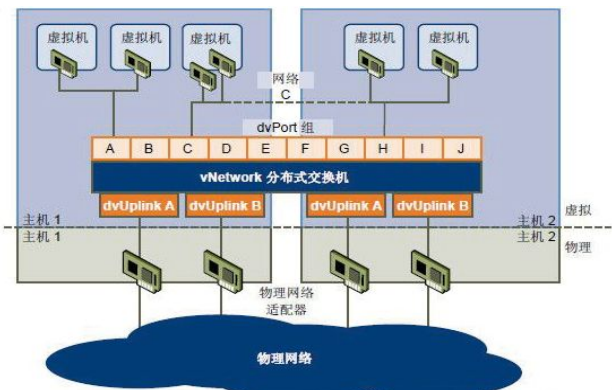 虚拟机 虚拟机 虚拟机 虚拟机 虚拟机
网络
C
dvPort 组
A B C D E F G H I J
vNetwork 分布式交换机
dvUplink A dvUplink B dvUplink A dvUplink B
主机 1 主机 2 虚拟
主机 1 主机 2 物理
物理网络
适配器
物理网络